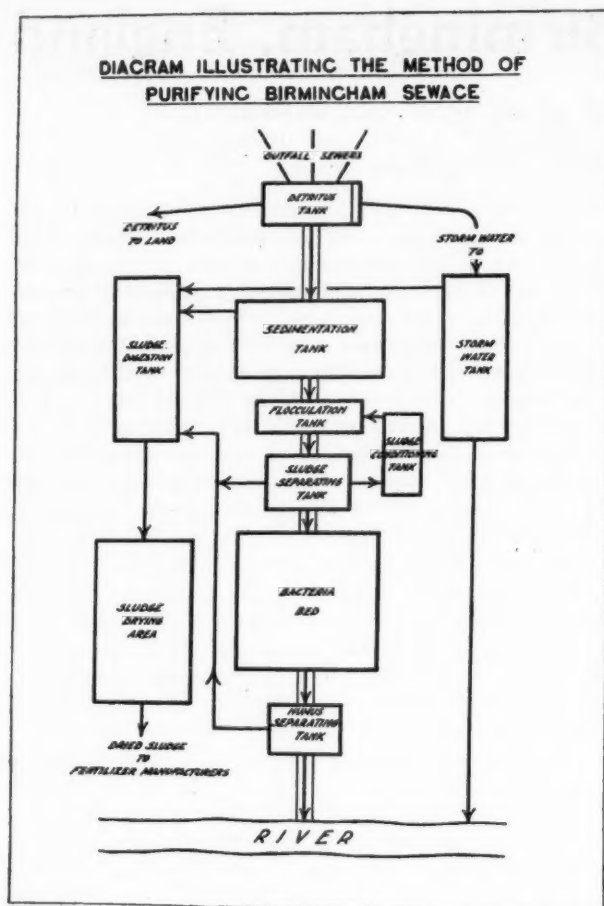 DIAGRAM ILLUSTRATING THE METHOD OF
PURIFYING BIRMINGHAM SEWAGE
OUTFALL SEWERS
DETRITUS
TANK
DETRITUS
TO LAND
STORM WATER
TO
SLUDGE
DIGESTION
TANK
SEDIMENTATION
TANK
STORM
WATER
TANK
FLOCCULATION
TANK
SLUDGE
CONDITIONING
TANK
SLUDGE
SEPARATING
TANK
BACTERIA
BED
SLUDGE
DRYING
AREA
HUMUS
SEPARATING
TANK
DRIED SLUDGE
TO
FERTILIZER MANUFACTURERS
RIVER